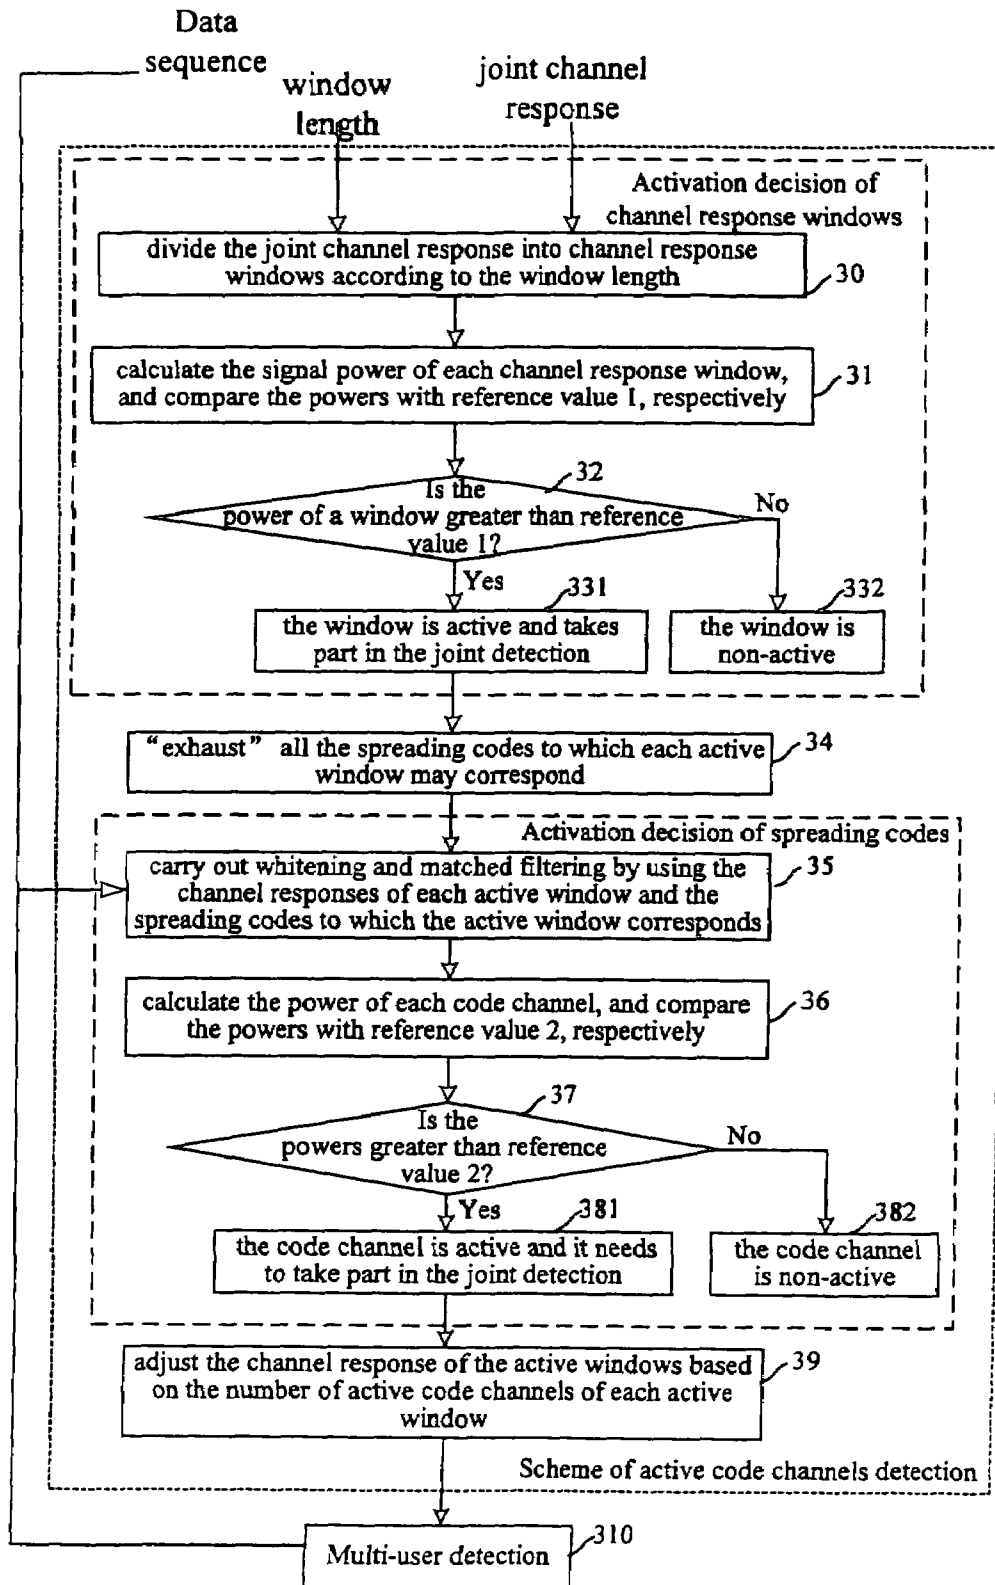 Data
sequence
window
length
joint channel
response
Activation decision of
channel response windows
divide the joint channel response into channel response
windows according to the window length
30
calculate the signal power of each channel response window,
and compare the powers with reference value 1, respectively
31
32
Is the
power of a window greater than reference
value 1?
No
Yes
331
332
the window is active and takes
part in the joint detection
the window is
non-active
“exhaust” all the spreading codes to which each active
window may correspond
34
Activation decision of spreading codes
carry out whitening and matched filtering by using the
channel responses of each active window and the
spreading codes to which the active window corresponds
35
calculate the power of each code channel, and compare
the powers with reference value 2, respectively
36
37
Is the
powers greater than reference
value 2?
No
Yes
381
382
the code channel is active and it needs
to take part in the joint detection
the code channel
is non-active
adjust the channel response of the active windows based
on the number of active code channels of each active
window
39
Scheme of active code channels detection
Multi-user detection
310